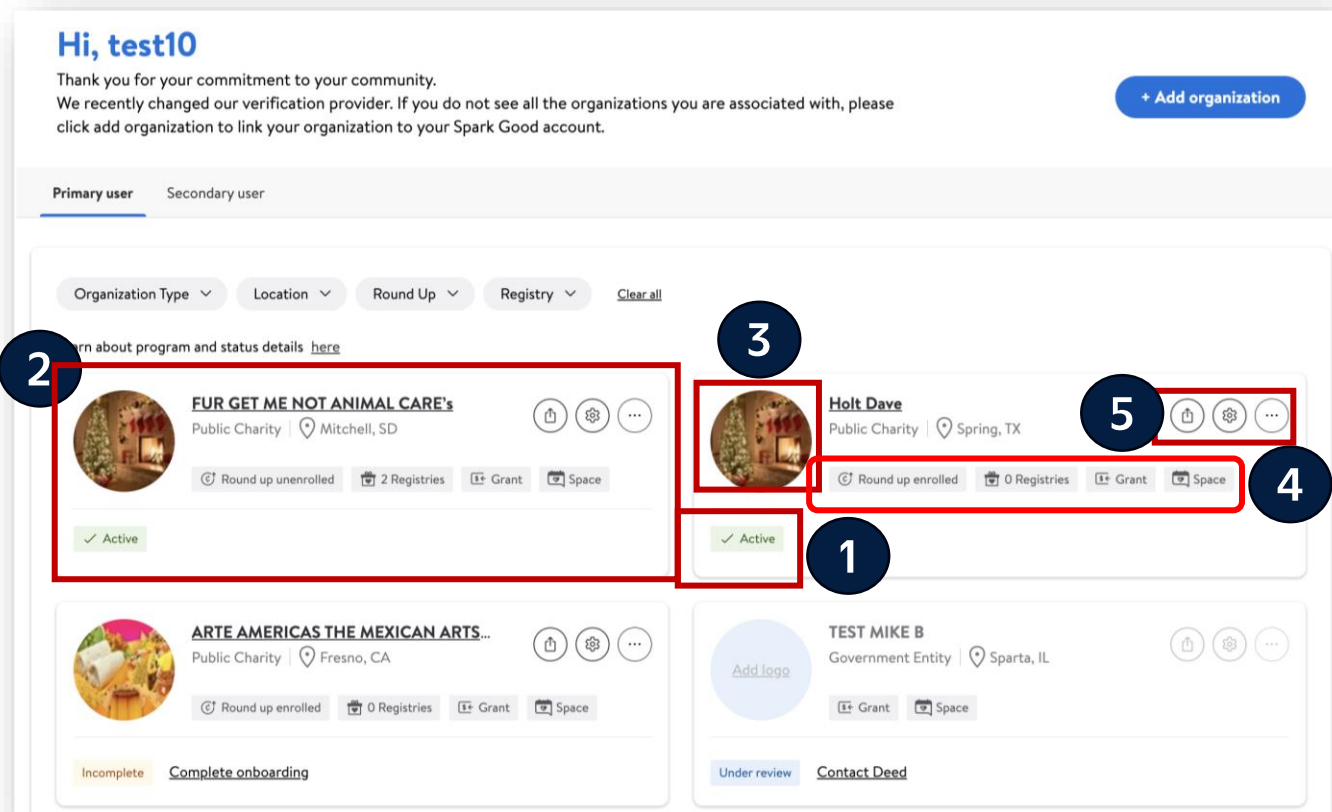 Hi, test10
Thank you for your commitment to your community.
We recently changed our verification provider. If you do not see all the organizations you are associated with, please
click add organization to link your organization to your Spark Good account.
+ Add organization
Primary user Secondary user
Organization Type Location Round Up Registry Clear all
about program and status details here
2
3
FUR GET ME NOT ANIMAL CARE's
Public Charity Mitchell, SD
Round up unenrolled 2 Registries Grant Space
Active
Holt Dave
Public Charity Spring, TX
5
Round up enrolled 0 Registries Grant Space
4
Active
1
ARTE AMERICAS THE MEXICAN ARTS...
Public Charity Fresno, CA
Round up enrolled 0 Registries Grant Space
Incomplete Complete onboarding
Add logo
TEST MIKE B
Government Entity Sparta, IL
Grant Space
Under review Contact Deed